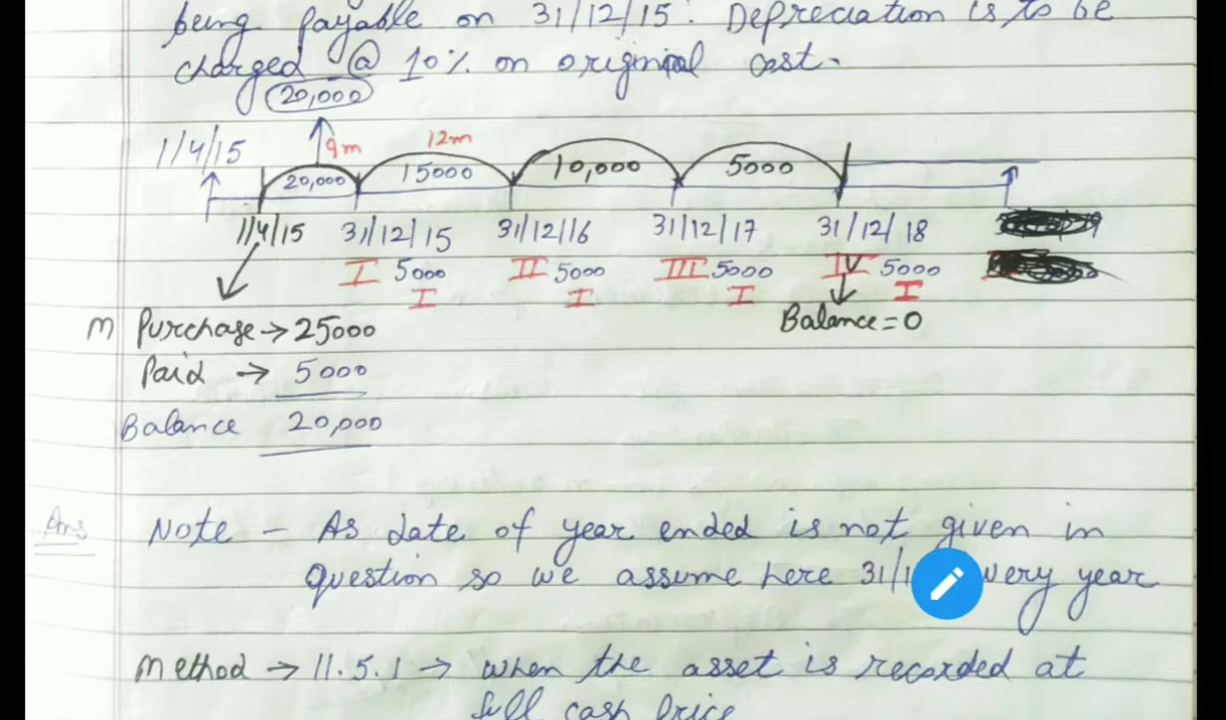 being payable on 31/12/15. Depreciation is to be
charged @ 10% on original cost.
20,000
1/4/15 9m 12m
20,000 15000 10,000 5000
1/4/15 31/12/15 31/12/16 31/12/17 31/12/18
I 5000 II 5000 III 5000 IV 5000
I I I I
Balance=0
M Purchase → 25000
Paid → 5000
Balance 20,000
Ans Note - As date of year ended is not given in
question so we assume here very year
Method → 11.5.1 → when the asset is recorded at
full cash price